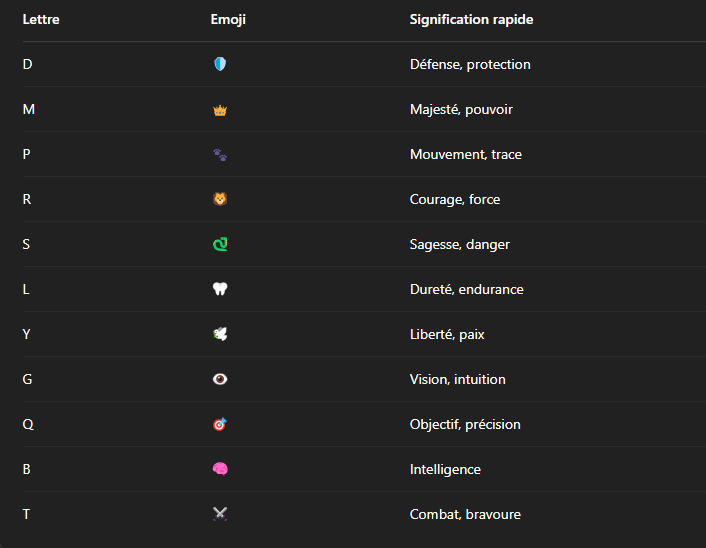 Lettre Emoji Signification rapide
D 🛡️ Défense, protection
M 👑 Majesté, pouvoir
P 🐾 Mouvement, trace
R 🦁 Courage, force
S 🐍 Sagesse, danger
L 🦷 Dureté, endurance
Y 🕊️ Liberté, paix
G 👁️ Vision, intuition
Q 🎯 Objectif, précision
B 🧠 Intelligence
T ⚔️ Combat, bravoure